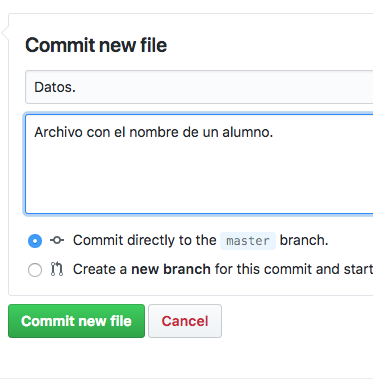 Commit new file
Datos.
Archivo con el nombre de un alumno.
Commit directly to the master branch.
Create a new branch for this commit and start
Commit new file
Cancel